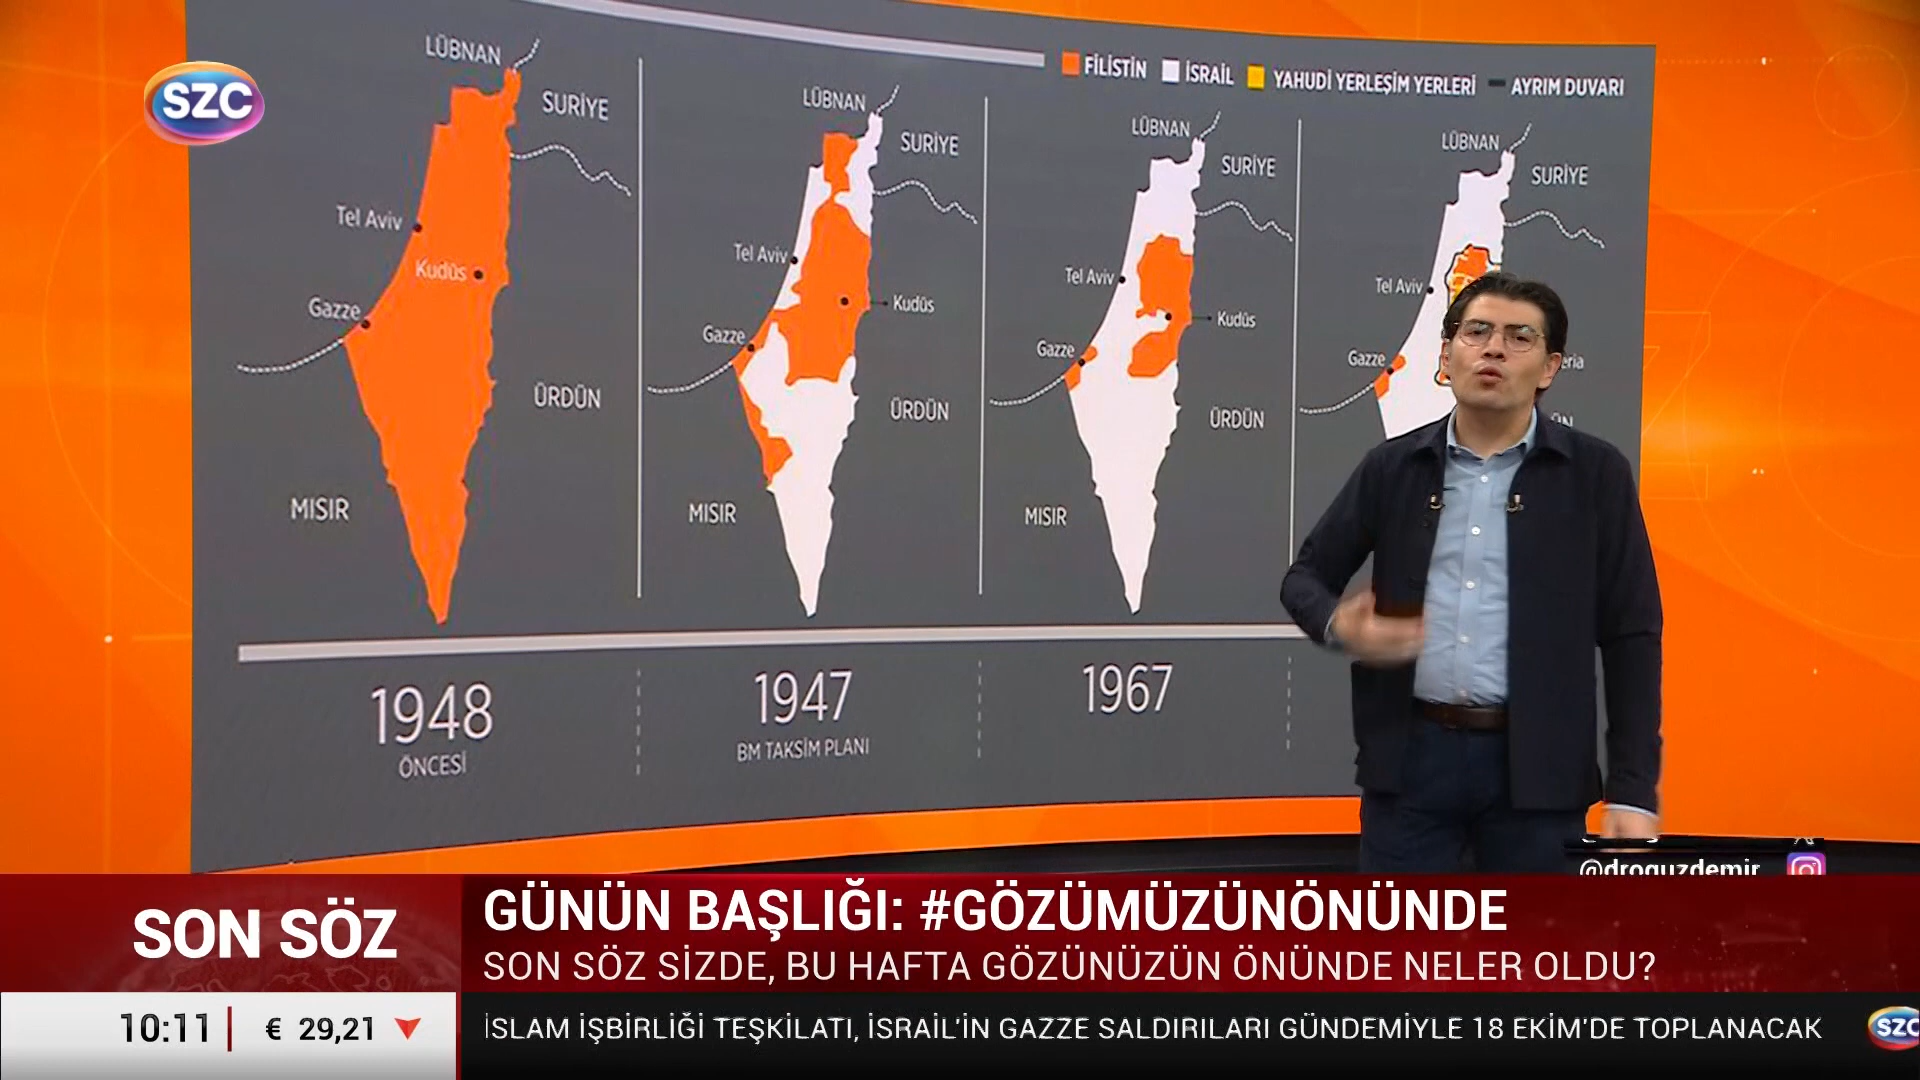 SZC
FİLİSTİN
İSRAİL
YAHUDİ YERLEŞİM YERLERİ
AYRIM DUVARI
LÜBNAN
SURİYE
Tel Aviv
Kudüs
Gazze
ÜRDÜN
MISIR
1948
ÖNCESİ
LÜBNAN
SURİYE
Tel Aviv
Kudüs
Gazze
ÜRDÜN
MISIR
1947
BM TAKSİM PLANI
LÜBNAN
SURİYE
Tel Aviv
Kudüs
Gazze
ÜRDÜN
MISIR
1967
LÜBNAN
SURİYE
Tel Aviv
Gazze
@droguzdemir
SON SÖZ
GÜNÜN BAŞLIĞI: #GÖZÜMÜZÜNÖNÜNDE
SON SÖZ SİZDE, BU HAFTA GÖZÜNÜZÜN ÖNÜNDE NELER OLDU?
10:11 € 29,21
İSLAM İŞBİRLİĞİ TEŞKİLATI, İSRAİL'İN GAZZE SALDIRILARI GÜNDEMİYLE 18 EKİM'DE TOPLANACAK
SZC